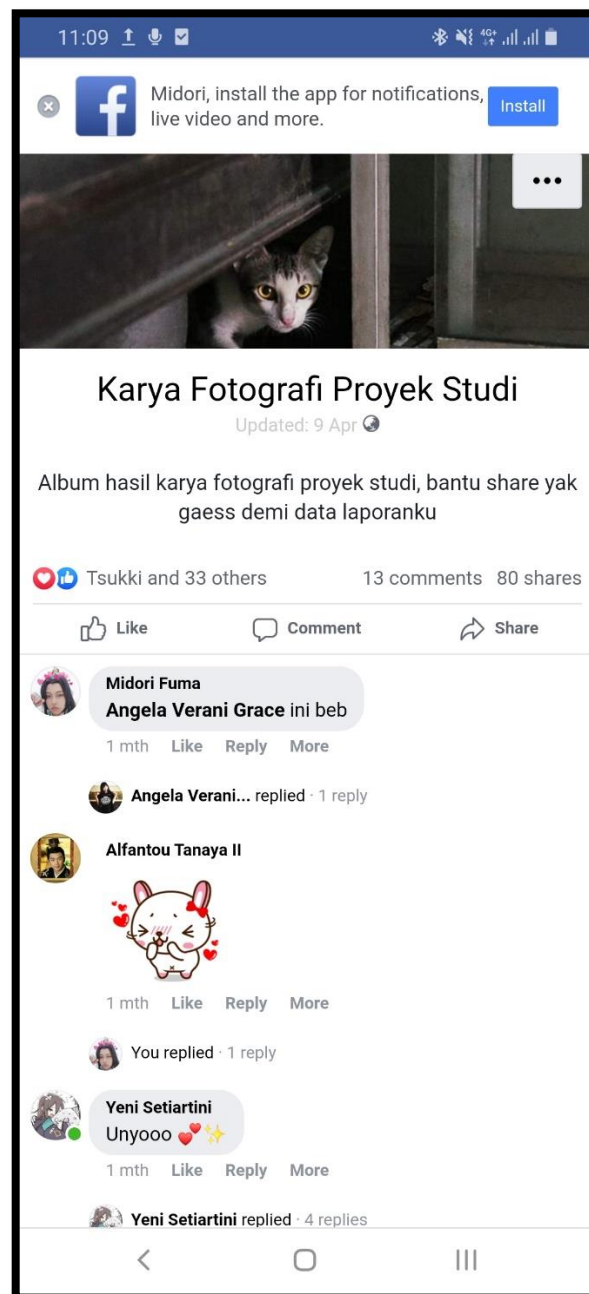 11:09
4G+
Midori, install the app for notifications,
live video and more.
Install
Karya Fotografi Proyek Studi
Updated: 9 Apr
Album hasil karya fotografi proyek studi, bantu share yak
gaess demi data laporanku
Tsukki and 33 others 13 comments 80 shares
Like Comment Share
Midori Fuma
Angela Verani Grace ini beb
1 mth Like Reply More
Angela Verani... replied · 1 reply
Alfantou Tanaya II
1 mth Like Reply More
You replied · 1 reply
Yeni Setiartini
Unyooo 💕✨
1 mth Like Reply More
Yeni Setiartini replied · 4 replies